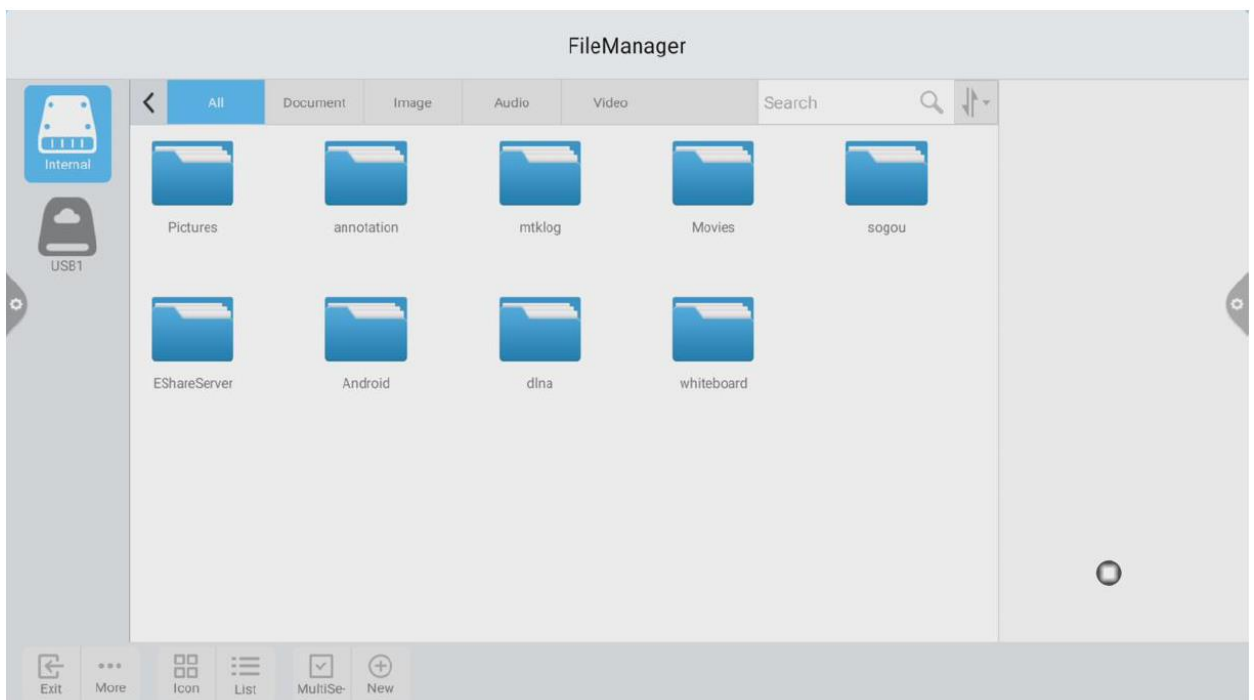 FileManager
All Document Image Audio Video Search
Internal
Pictures annotation mtklog Movies sogou
USB1
EShareServer Android dlna whiteboard
Exit More Icon List MultiSe- New